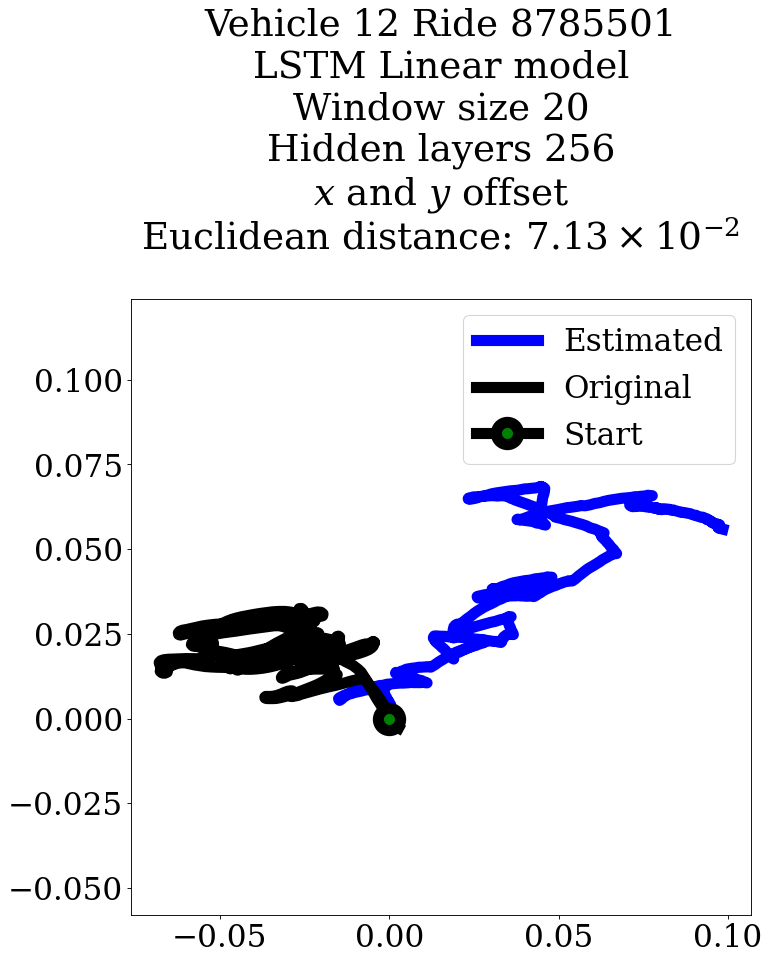 Vehicle 12 Ride 8785501
LSTM Linear model
Window size 20
Hidden layers 256
x and y offset
Euclidean distance: 7.13 × 10⁻²
Estimated
Original
Start
0.100
0.075
0.050
0.025
0.000
−0.025
−0.050
−0.05 0.00 0.05 0.10